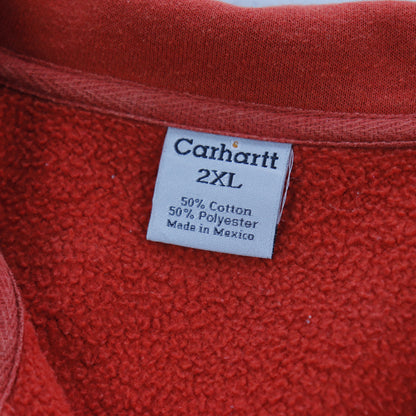 Carhartt
2XL
50% Cotton
50% Polyester
Made in Mexico